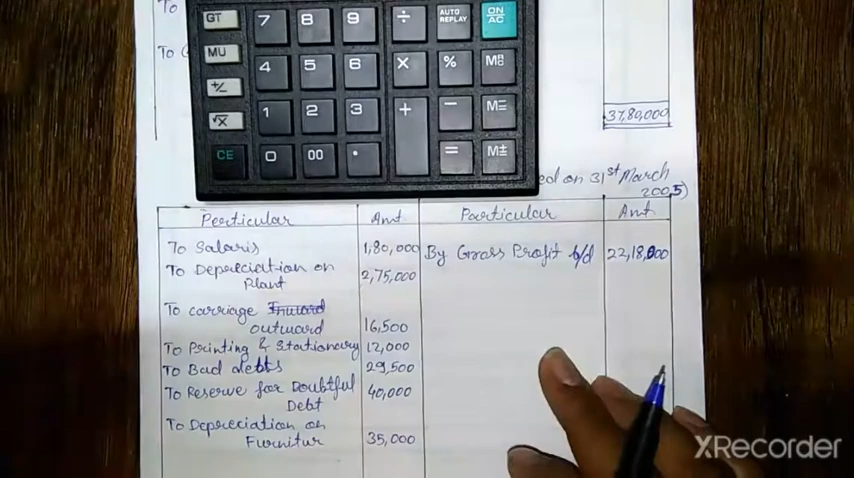 To
GT 7 8 9 ÷ AUTO REPLAY ON AC
To
MU 4 5 6 × % M
+/- 1 2 3 + − M=
√x
37,80,000
CE 0 00 . = M±
ed on 31st March
2005)
Perticular Amt Particular Amt
To Salaris 1,80,000 By Gross Profit b/d 22,18,000
To Depreciation on
Plant 2,75,000
To carriage Inward
outward 16,500
To Printing & Stationary 12,000
To Bad debts 29,500
To Reserve for Doubtful 40,000
Debt
To Depreciation on
Furnitur 35,000
XRecorder